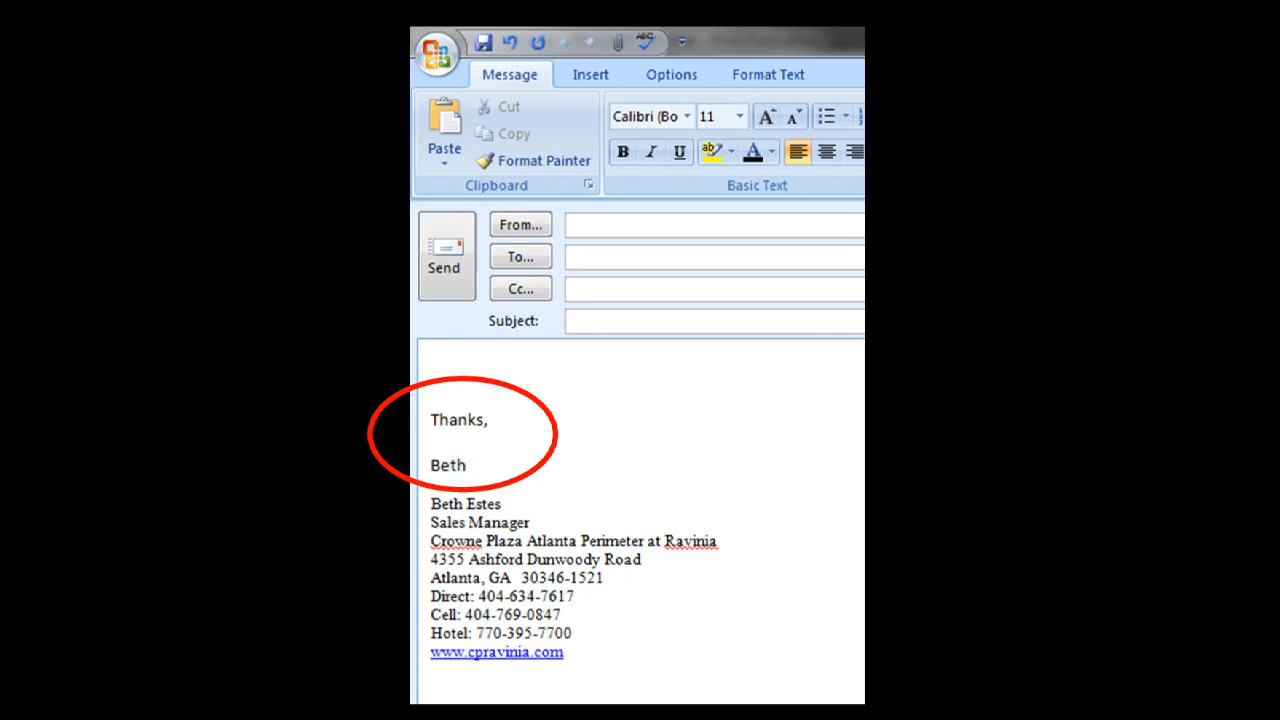 ABC
Message Insert Options Format Text
Cut
Copy
Paste
Format Painter
Clipboard
Calibri (Bo 11 A A
B I U ab A
Basic Text
From...
To...
Send
Cc...
Subject:
Thanks,
Beth
Beth Estes
Sales Manager
Crowne Plaza Atlanta Perimeter at Ravinia
4355 Ashford Dunwoody Road
Atlanta, GA 30346-1521
Direct: 404-634-7617
Cell: 404-769-0847
Hotel: 770-395-7700
www.cpravinia.com